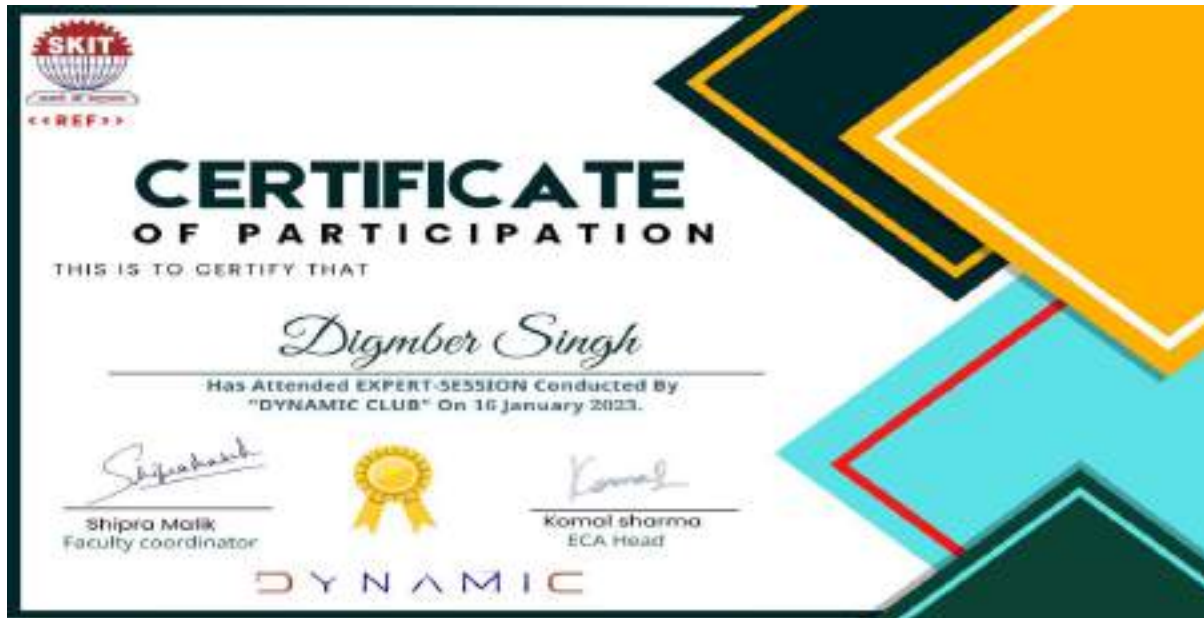 SKIT
<<REF>>
CERTIFICATE
OF PARTICIPATION
THIS IS TO CERTIFY THAT
Digmber Singh
Has Attended EXPERT-SESSION Conducted By
"DYNAMIC CLUB" On 16 January 2023.
Shipra Malik
Faculty coordinator
Komal
Komal sharma
ECA Head
DYNAMIC